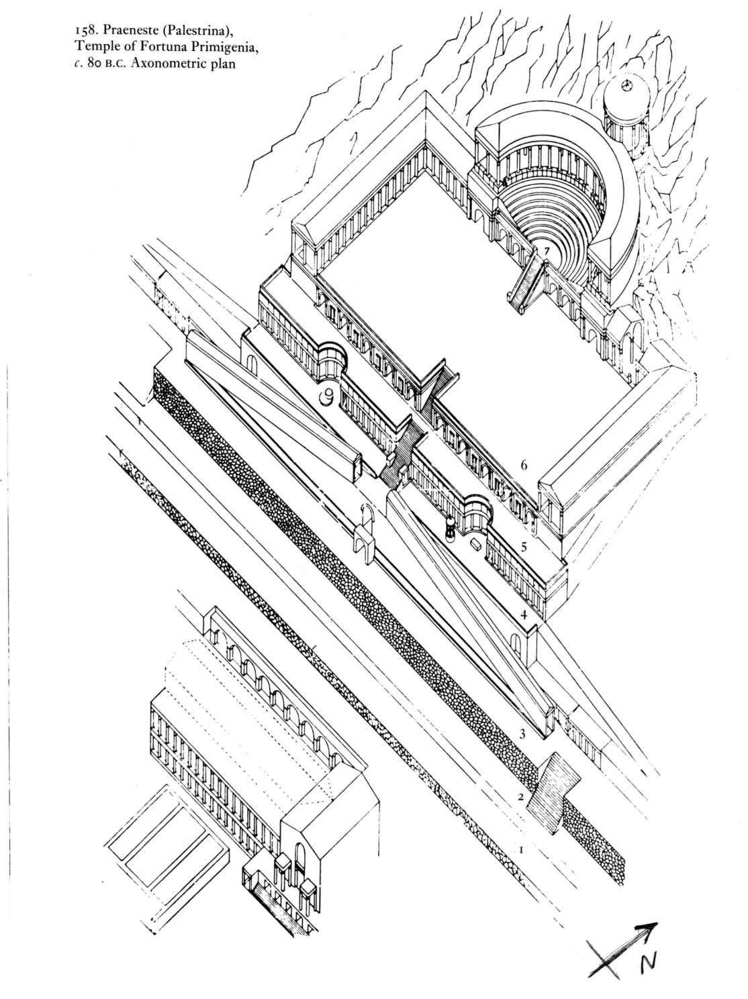 158. Praeneste (Palestrina),
Temple of Fortuna Primigenia,
c. 80 B.C. Axonometric plan
7
6
5
4
3
2
1
N